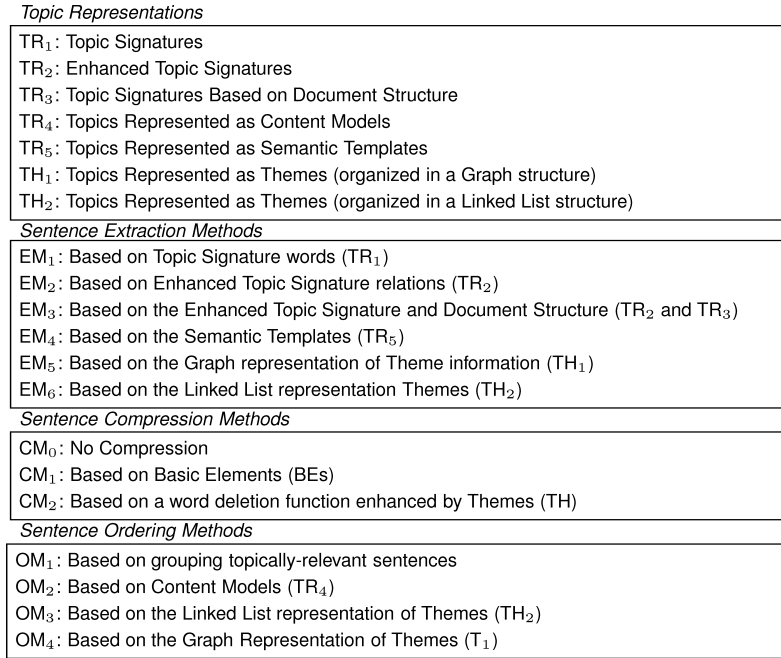 Topic Representations
TR₁: Topic Signatures
TR₂: Enhanced Topic Signatures
TR₃: Topic Signatures Based on Document Structure
TR₄: Topics Represented as Content Models
TR₅: Topics Represented as Semantic Templates
TH₁: Topics Represented as Themes (organized in a Graph structure)
TH₂: Topics Represented as Themes (organized in a Linked List structure)
Sentence Extraction Methods
EM₁: Based on Topic Signature words (TR₁)
EM₂: Based on Enhanced Topic Signature relations (TR₂)
EM₃: Based on the Enhanced Topic Signature and Document Structure (TR₂ and TR₃)
EM₄: Based on the Semantic Templates (TR₅)
EM₅: Based on the Graph representation of Theme information (TH₁)
EM₆: Based on the Linked List representation Themes (TH₂)
Sentence Compression Methods
CM₀: No Compression
CM₁: Based on Basic Elements (BEs)
CM₂: Based on a word deletion function enhanced by Themes (TH)
Sentence Ordering Methods
OM₁: Based on grouping topically-relevant sentences
OM₂: Based on Content Models (TR₄)
OM₃: Based on the Linked List representation of Themes (TH₂)
OM₄: Based on the Graph Representation of Themes (T₁)